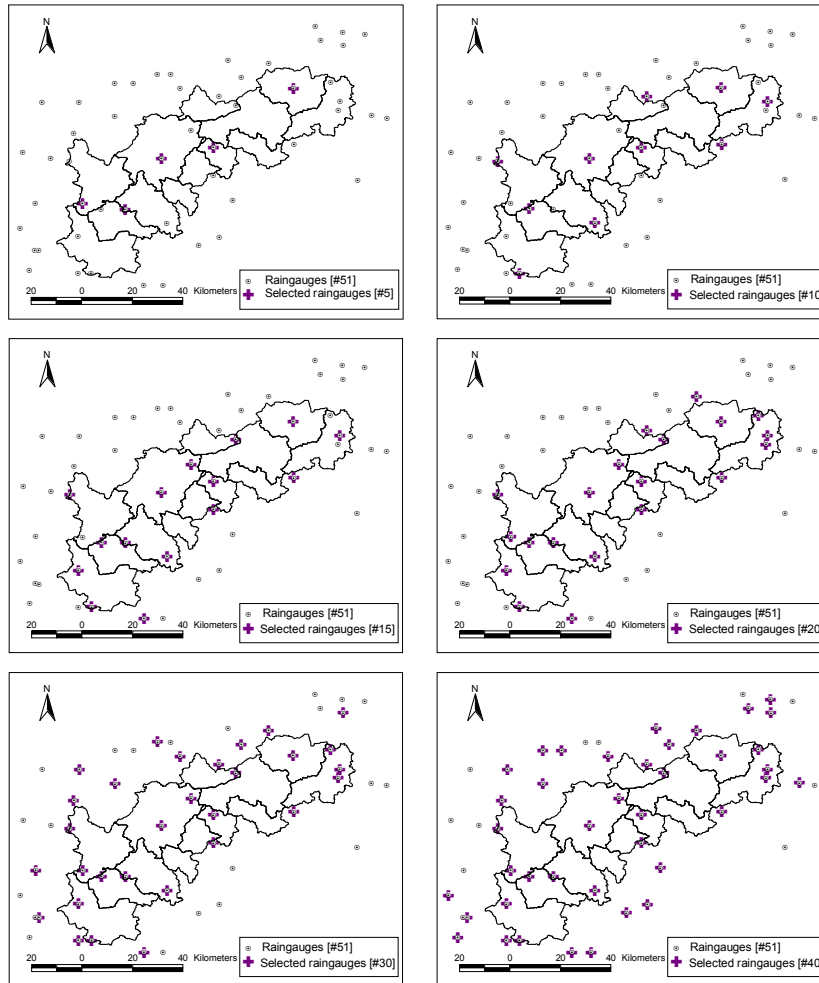 N
Raingauges [#51]
Selected raingauges [#5]
20 0 20 40 Kilometers
N
Raingauges [#51]
Selected raingauges [#10]
20 0 20 40 Kilometers
N
Raingauges [#51]
Selected raingauges [#15]
20 0 20 40 Kilometers
N
Raingauges [#51]
Selected raingauges [#20]
20 0 20 40 Kilometers
N
Raingauges [#51]
Selected raingauges [#30]
20 0 20 40 Kilometers
N
Raingauges [#51]
Selected raingauges [#40]
20 0 20 40 Kilometers